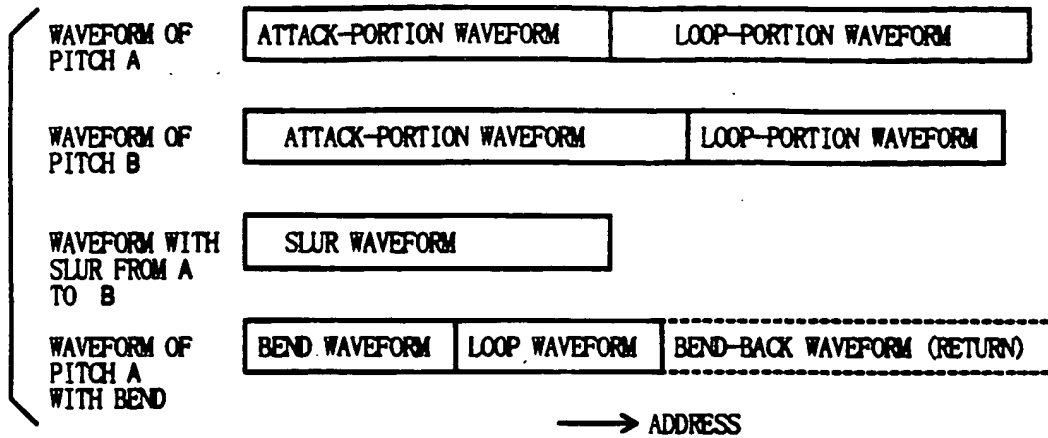 WAVEFORM OF
PITCH A
ATTACK-PORTION WAVEFORM
LOOP-PORTION WAVEFORM
WAVEFORM OF
PITCH B
ATTACK-PORTION WAVEFORM
LOOP-PORTION WAVEFORM
WAVEFORM WITH
SLUR FROM A
TO B
SLUR WAVEFORM
WAVEFORM OF
PITCH A
WITH BEND
BEND WAVEFORM
LOOP WAVEFORM
BEND-BACK WAVEFORM (RETURN)
ADDRESS